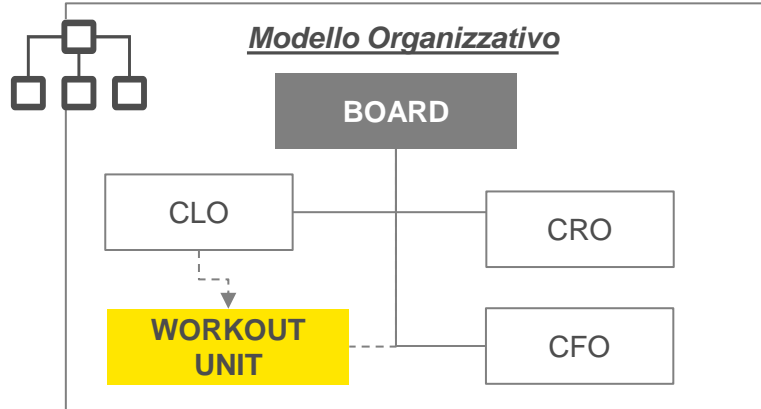 Modello Organizzativo
BOARD
CLO
CRO
WORKOUT
UNIT
CFO